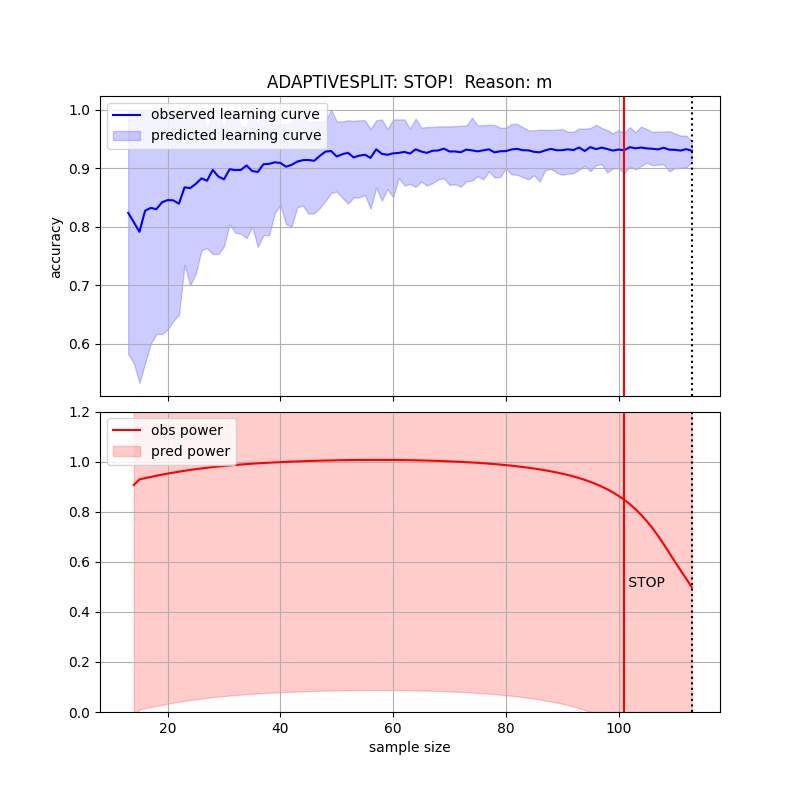 ADAPTIVESPLIT: STOP!  Reason: m
1.0
0.9
0.8
0.7
0.6
accuracy
observed learning curve
predicted learning curve
1.2
1.0
0.8
0.6
0.4
0.2
0.0
obs power
pred power
STOP
20 40 60 80 100
sample size